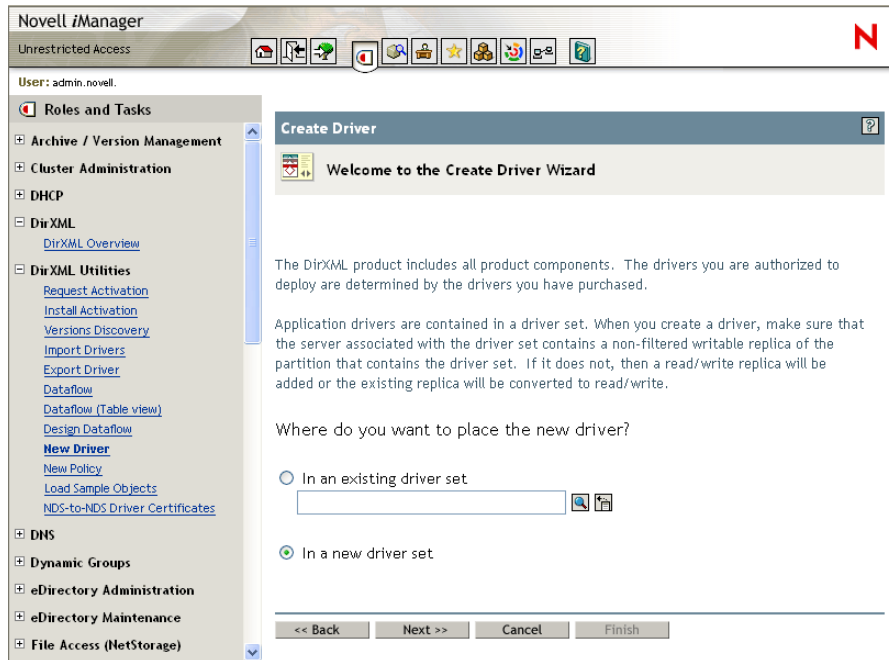 Novell iManager
Unrestricted Access
N
User: admin.novell.
Roles and Tasks
Archive / Version Management
Cluster Administration
DHCP
DirXML
DirXML Overview
DirXML Utilities
Request Activation
Install Activation
Versions Discovery
Import Drivers
Export Driver
Dataflow
Dataflow (Table view)
Design Dataflow
New Driver
New Policy
Load Sample Objects
NDS-to-NDS Driver Certificates
DNS
Dynamic Groups
eDirectory Administration
eDirectory Maintenance
File Access (NetStorage)
Create Driver
?
Welcome to the Create Driver Wizard
The DirXML product includes all product components. The drivers you are authorized to
deploy are determined by the drivers you have purchased.
Application drivers are contained in a driver set. When you create a driver, make sure that
the server associated with the driver set contains a non-filtered writable replica of the
partition that contains the driver set. If it does not, then a read/write replica will be
added or the existing replica will be converted to read/write.
Where do you want to place the new driver?
In an existing driver set
In a new driver set
<< Back
Next >>
Cancel
Finish